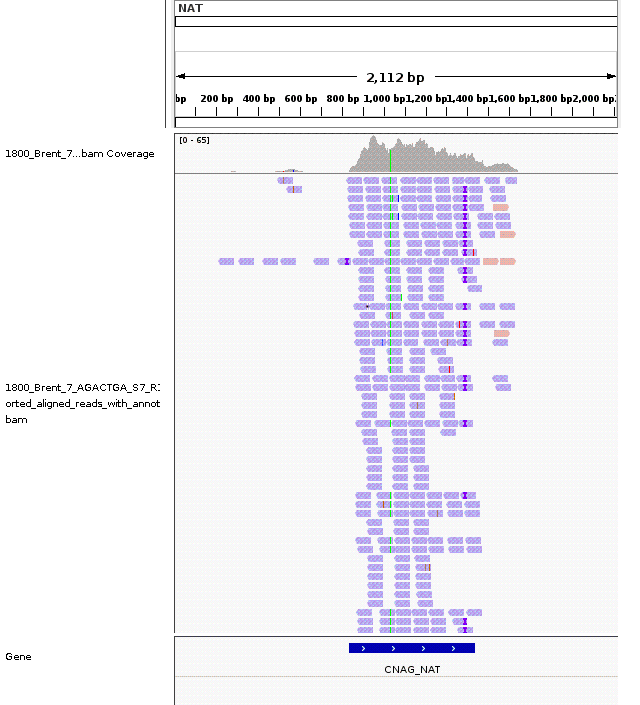 NAT
2,112 bp
bp 200 bp 400 bp 600 bp 800 bp 1,000 bp 1,200 bp 1,400 bp 1,600 bp 1,800 bp 2,000 bp
[0 - 65]
1800_Brent_7...bam Coverage
1800_Brent_7_AGACTGA_S7_R1
orted_aligned_reads_with_annot
bam
Gene
CNAG_NAT